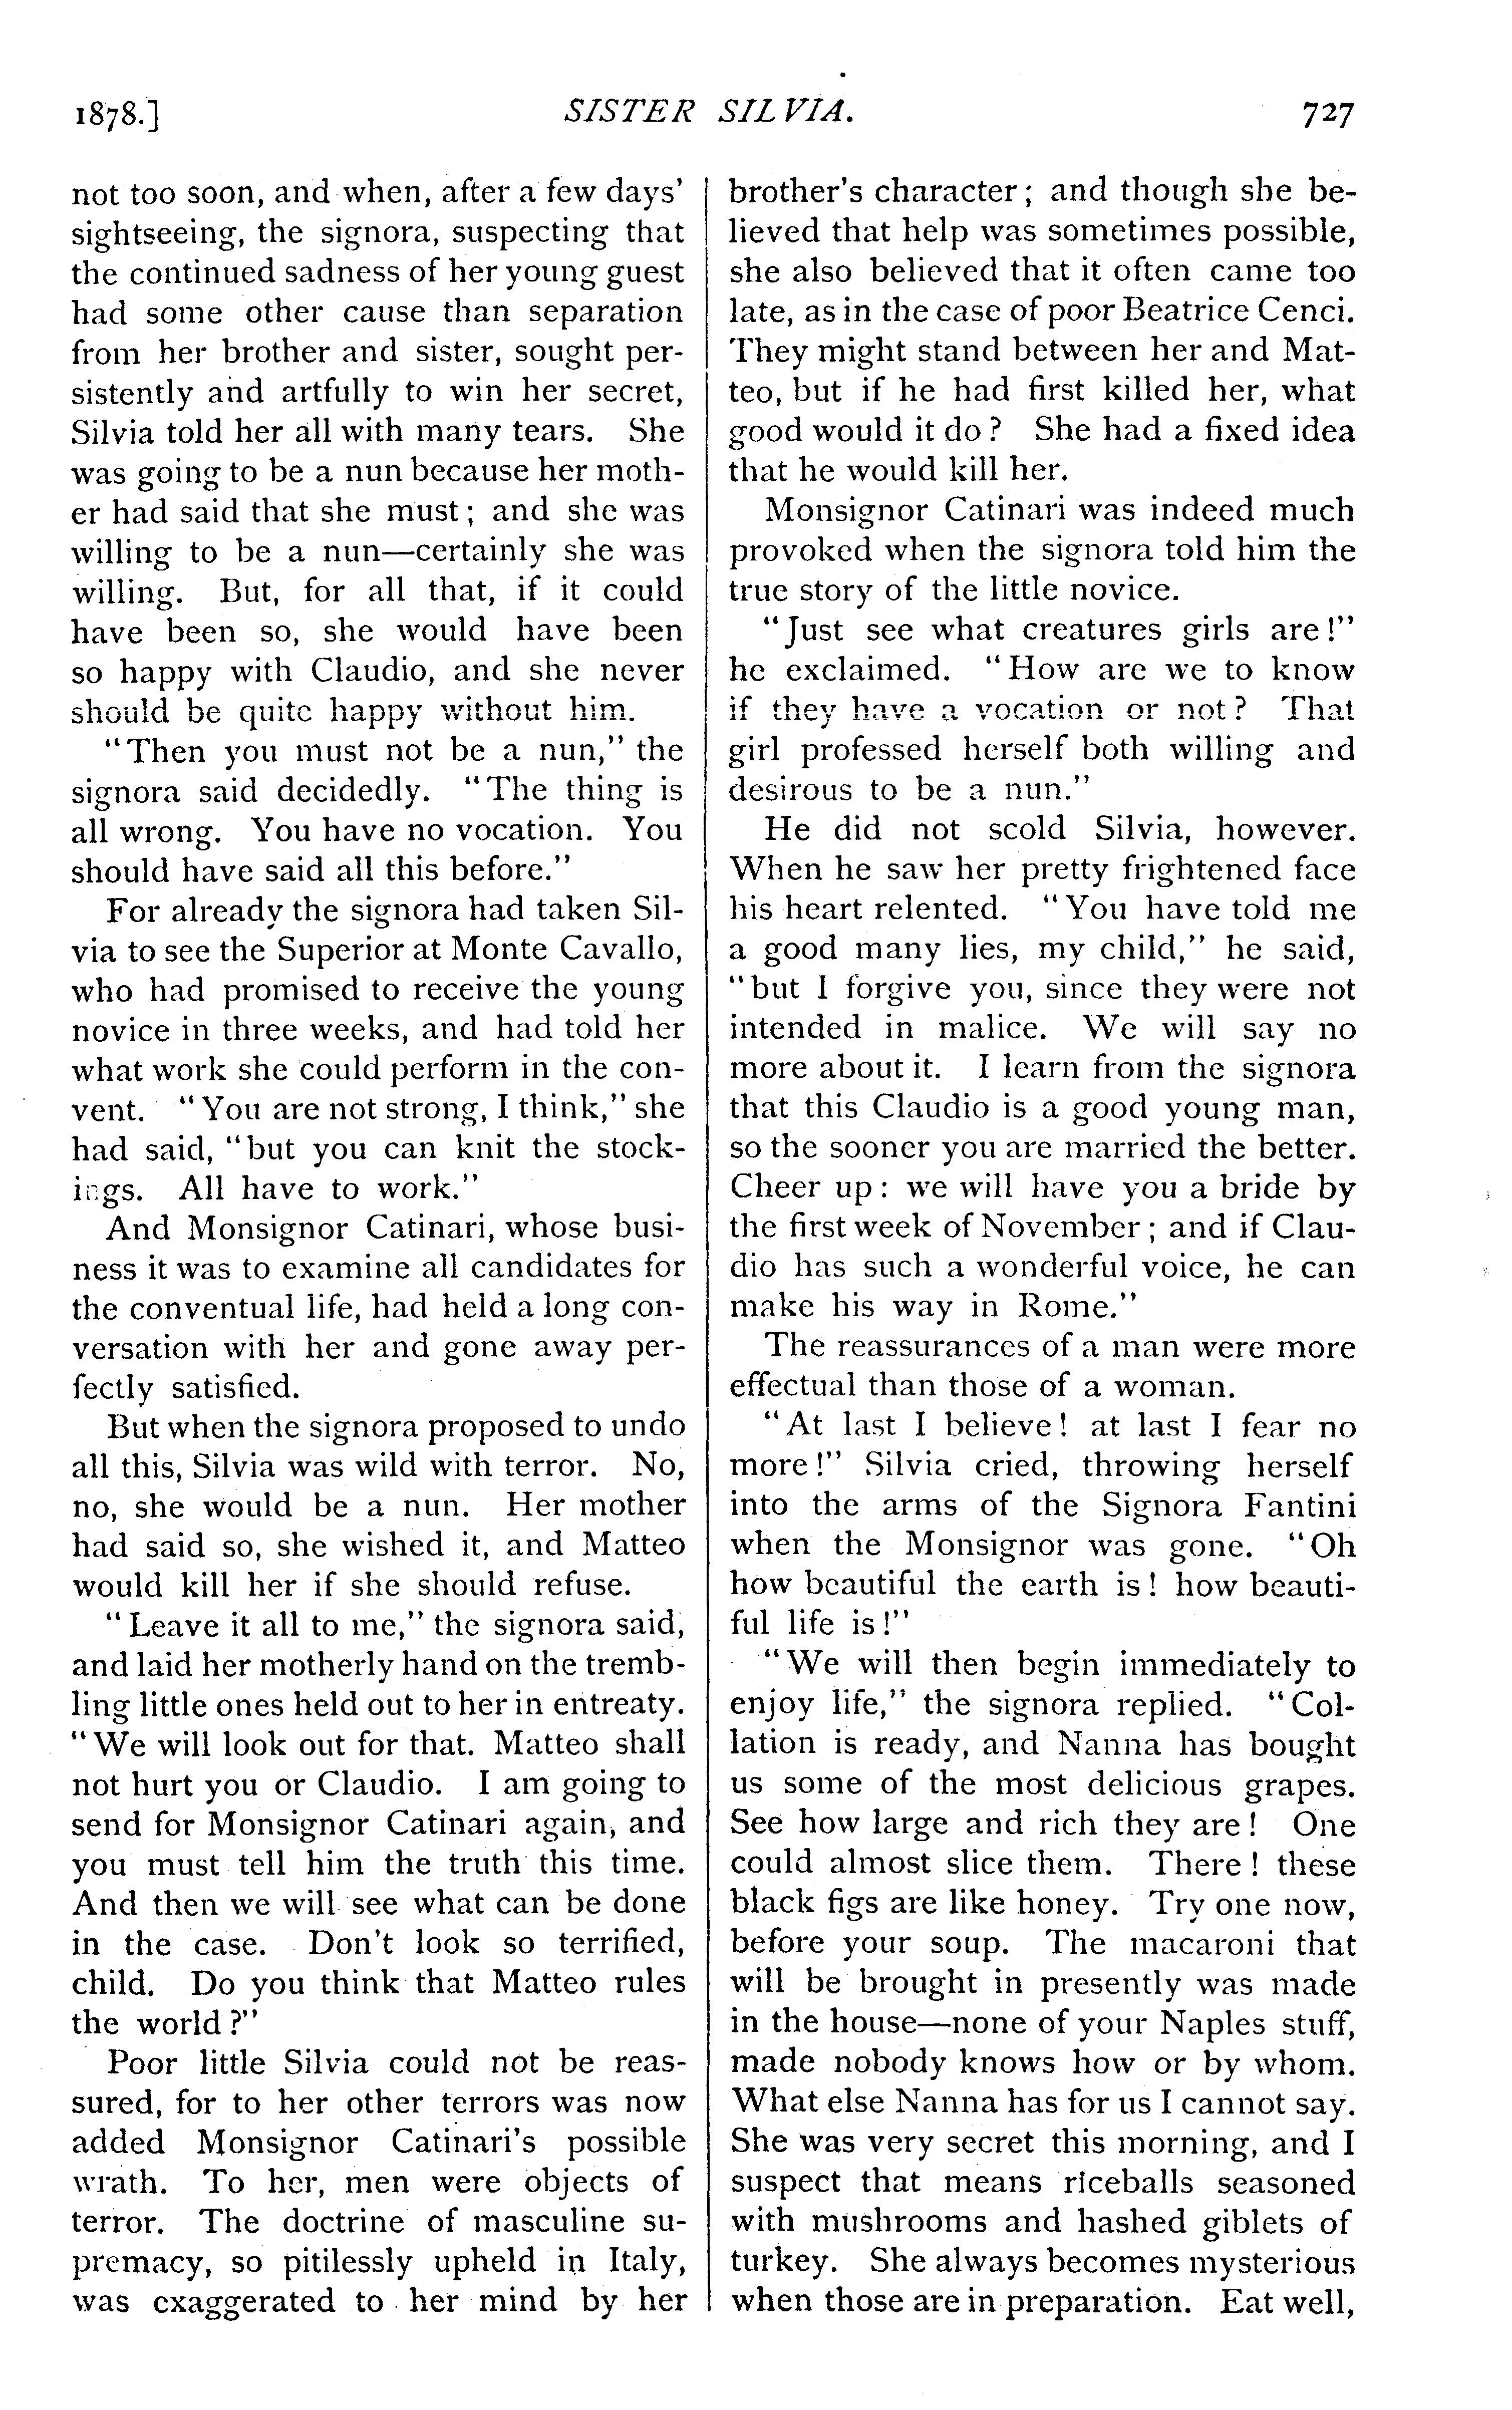 1878.] SISTER SILVIA. 727
not too soon, and when, after a few days'
sightseeing, the signora, suspecting that
the continued sadness of her young guest
had some other cause than separation
from her brother and sister, sought per-
sistently and artfully to win her secret,
Silvia told her all with many tears. She
was going to be a nun because her moth-
er had said that she must; and she was
willing to be a nun—certainly she was
willing. But, for all that, if it could
have been so, she would have been
so happy with Claudio, and she never
should be quite happy without him.
"Then you must not be a nun," the
signora said decidedly. "The thing is
all wrong. You have no vocation. You
should have said all this before."
For already the signora had taken Sil-
via to see the Superior at Monte Cavallo,
who had promised to receive the young
novice in three weeks, and had told her
what work she could perform in the con-
vent. "You are not strong, I think," she
had said, "but you can knit the stock-
ings. All have to work."
And Monsignor Catinari, whose busi-
ness it was to examine all candidates for
the conventual life, had held a long con-
versation with her and gone away per-
fectly satisfied.
But when the signora proposed to undo
all this, Silvia was wild with terror. No,
no, she would be a nun. Her mother
had said so, she wished it, and Matteo
would kill her if she should refuse.
"Leave it all to me," the signora said,
and laid her motherly hand on the tremb-
ling little ones held out to her in entreaty.
"We will look out for that. Matteo shall
not hurt you or Claudio. I am going to
send for Monsignor Catinari again, and
you must tell him the truth this time.
And then we will see what can be done
in the case. Don't look so terrified,
child. Do you think that Matteo rules
the world?"
Poor little Silvia could not be reas-
sured, for to her other terrors was now
added Monsignor Catinari's possible
wrath. To her, men were objects of
terror. The doctrine of masculine su-
premacy, so pitilessly upheld in Italy,
was exaggerated to her mind by her
brother's character; and though she be-
lieved that help was sometimes possible,
she also believed that it often came too
late, as in the case of poor Beatrice Cenci.
They might stand between her and Mat-
teo, but if he had first killed her, what
good would it do? She had a fixed idea
that he would kill her.
Monsignor Catinari was indeed much
provoked when the signora told him the
true story of the little novice.
"Just see what creatures girls are!"
he exclaimed. "How are we to know
if they have a vocation or not? That
girl professed herself both willing and
desirous to be a nun."
He did not scold Silvia, however.
When he saw her pretty frightened face
his heart relented. "You have told me
a good many lies, my child," he said,
"but I forgive you, since they were not
intended in malice. We will say no
more about it. I learn from the signora
that this Claudio is a good young man,
so the sooner you are married the better.
Cheer up: we will have you a bride by
the first week of November; and if Clau-
dio has such a wonderful voice, he can
make his way in Rome."
The reassurances of a man were more
effectual than those of a woman.
"At last I believe! at last I fear no
more!" Silvia cried, throwing herself
into the arms of the Signora Fantini
when the Monsignor was gone. "Oh
how beautiful the earth is! how beauti-
ful life is!"
"We will then begin immediately to
enjoy life," the signora replied. "Col-
lation is ready, and Nanna has bought
us some of the most delicious grapes.
See how large and rich they are! One
could almost slice them. There! these
black figs are like honey. Try one now,
before your soup. The macaroni that
will be brought in presently was made
in the house—none of your Naples stuff,
made nobody knows how or by whom.
What else Nanna has for us I cannot say.
She was very secret this morning, and I
suspect that means riceballs seasoned
with mushrooms and hashed giblets of
turkey. She always becomes mysterious
when those are in preparation. Eat well,